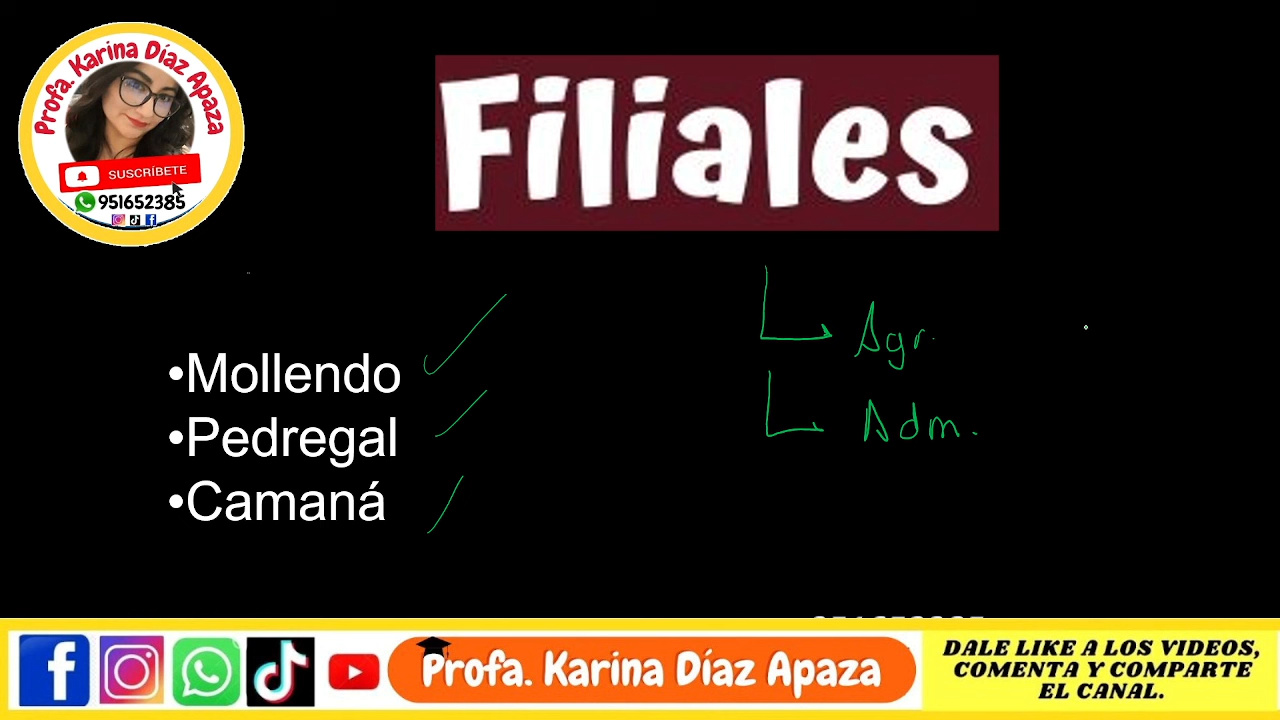 Profa. Karina Díaz Apaza
SUSCRÍBETE
951652385
Filiales
•Mollendo
•Pedregal
•Camaná
Agr.
Adm.
Profa. Karina Díaz Apaza
DALE LIKE A LOS VIDEOS,
COMENTA Y COMPARTE
EL CANAL.